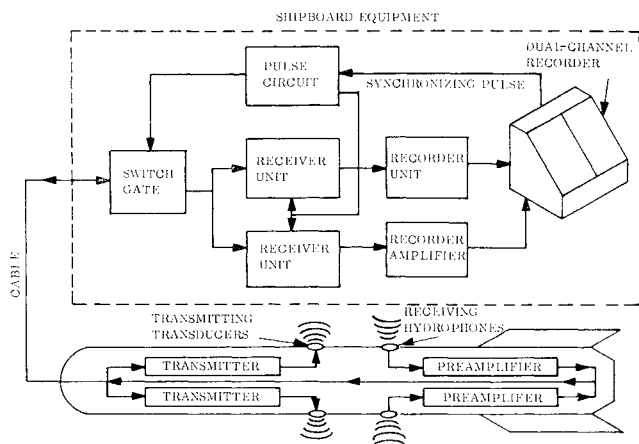 SHIPBOARD EQUIPMENT
DUAL-CHANNEL
RECORDER
PULSE
CIRCUIT
SYNCHRONIZING PULSE
SWITCH
GATE
RECEIVER
UNIT
RECORDER
UNIT
RECEIVER
UNIT
RECORDER
AMPLIFIER
CABLE
TRANSMITTING
TRANSDUCERS
RECEIVING
HYDROPHONES
TRANSMITTER
PREAMPLIFIER
TRANSMITTER
PREAMPLIFIER